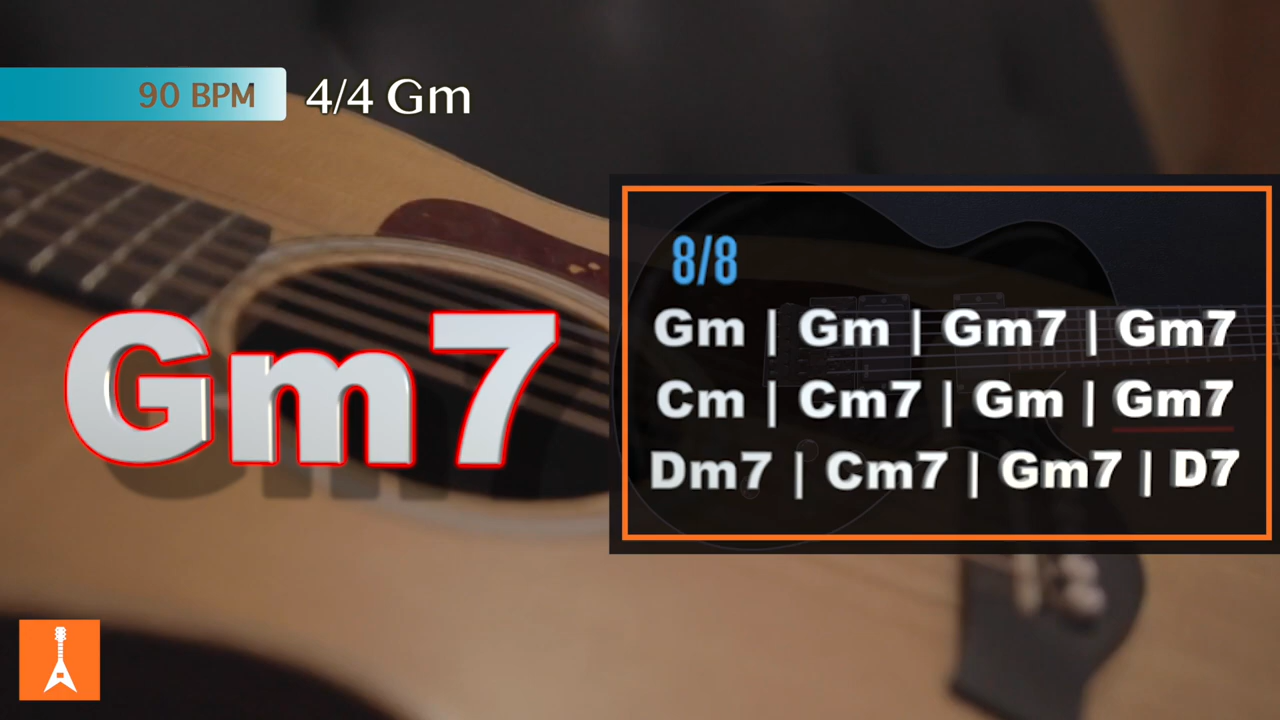 90 BPM 4/4 Gm
Gm7
8/8
Gm | Gm | Gm7 | Gm7
Cm | Cm7 | Gm | Gm7
Dm7 | Cm7 | Gm7 | D7